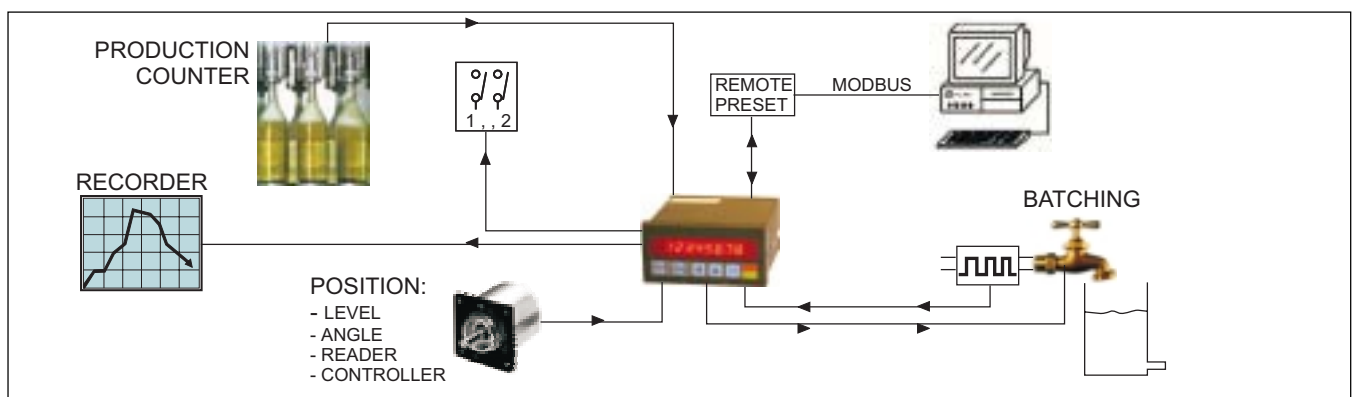 PRODUCTION
COUNTER
1 , , 2
REMOTE
PRESET
MODBUS
RECORDER
BATCHING
POSITION:
- LEVEL
- ANGLE
- READER
- CONTROLLER